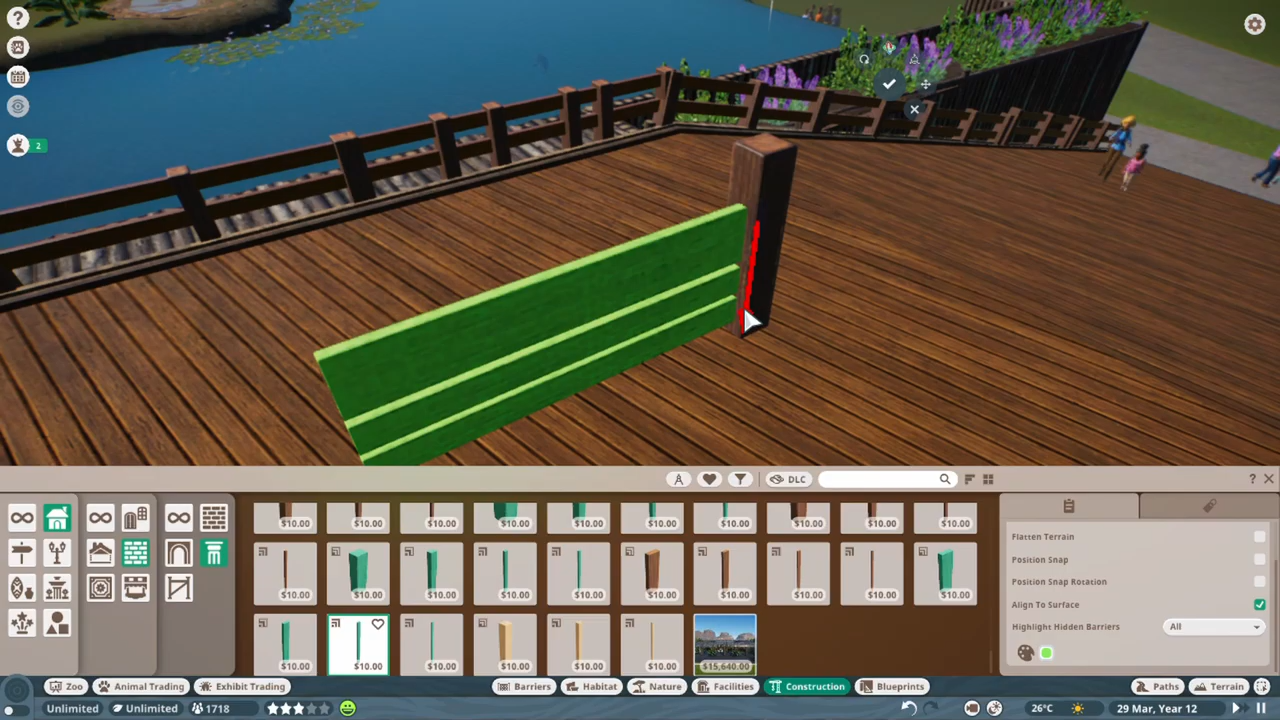 ?
2
DLC
? ×
$10.00 $10.00 $10.00 $10.00 $10.00 $10.00 $10.00 $10.00 $10.00 $10.00
$10.00 $10.00 $10.00 $10.00 $10.00 $10.00 $10.00 $10.00 $10.00 $10.00
$10.00 $10.00 $10.00 $10.00 $10.00 $10.00 $15,640.00
Flatten Terrain
Position Snap
Position Snap Rotation
Align To Surface
Highlight Hidden Barriers All
Zoo Animal Trading Exhibit Trading Barriers Habitat Nature Facilities Construction Blueprints Paths Terrain
Unlimited Unlimited 1718 26°C 29 Mar, Year 12